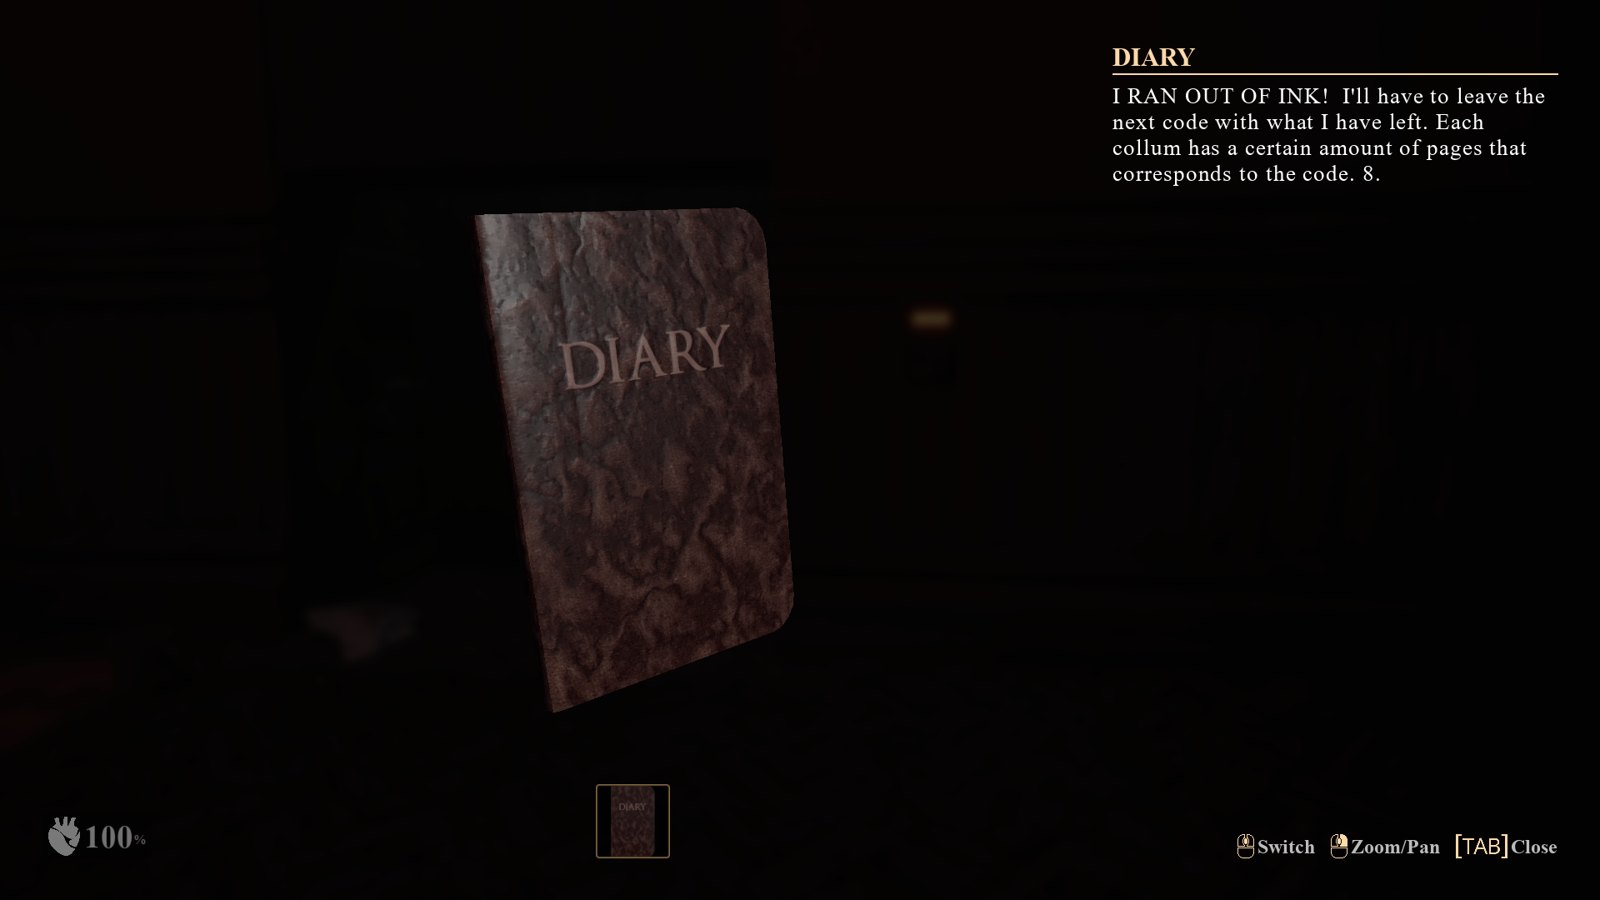 DIARY
I RAN OUT OF INK!  I'll have to leave the
next code with what I have left. Each
collum has a certain amount of pages that
corresponds to the code. 8.
DIARY
DIARY
100%
Switch Zoom/Pan [TAB]Close